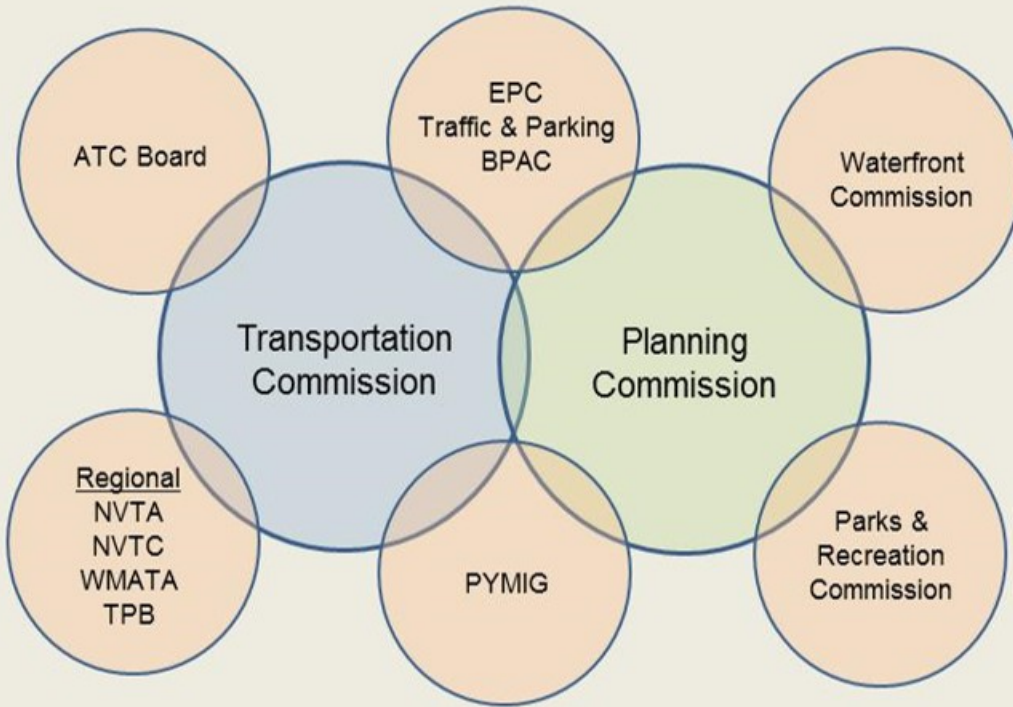 ATC Board
EPC
Traffic & Parking
BPAC
Waterfront
Commission
Transportation
Commission
Planning
Commission
Regional
NVTA
NVTC
WMATA
TPB
PYMIG
Parks &
Recreation
Commission